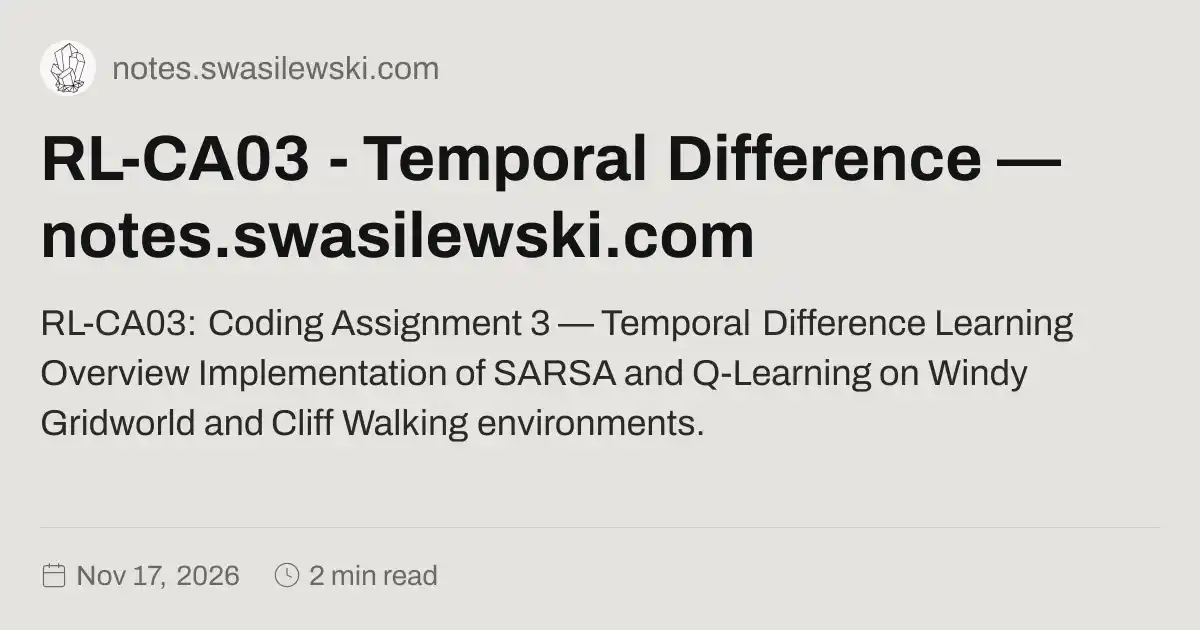 notes.swasilewski.com
RL-CA03 - Temporal Difference —
notes.swasilewski.com
RL-CA03: Coding Assignment 3 — Temporal Difference Learning
Overview Implementation of SARSA and Q-Learning on Windy
Gridworld and Cliff Walking environments.
Nov 17, 2026 2 min read